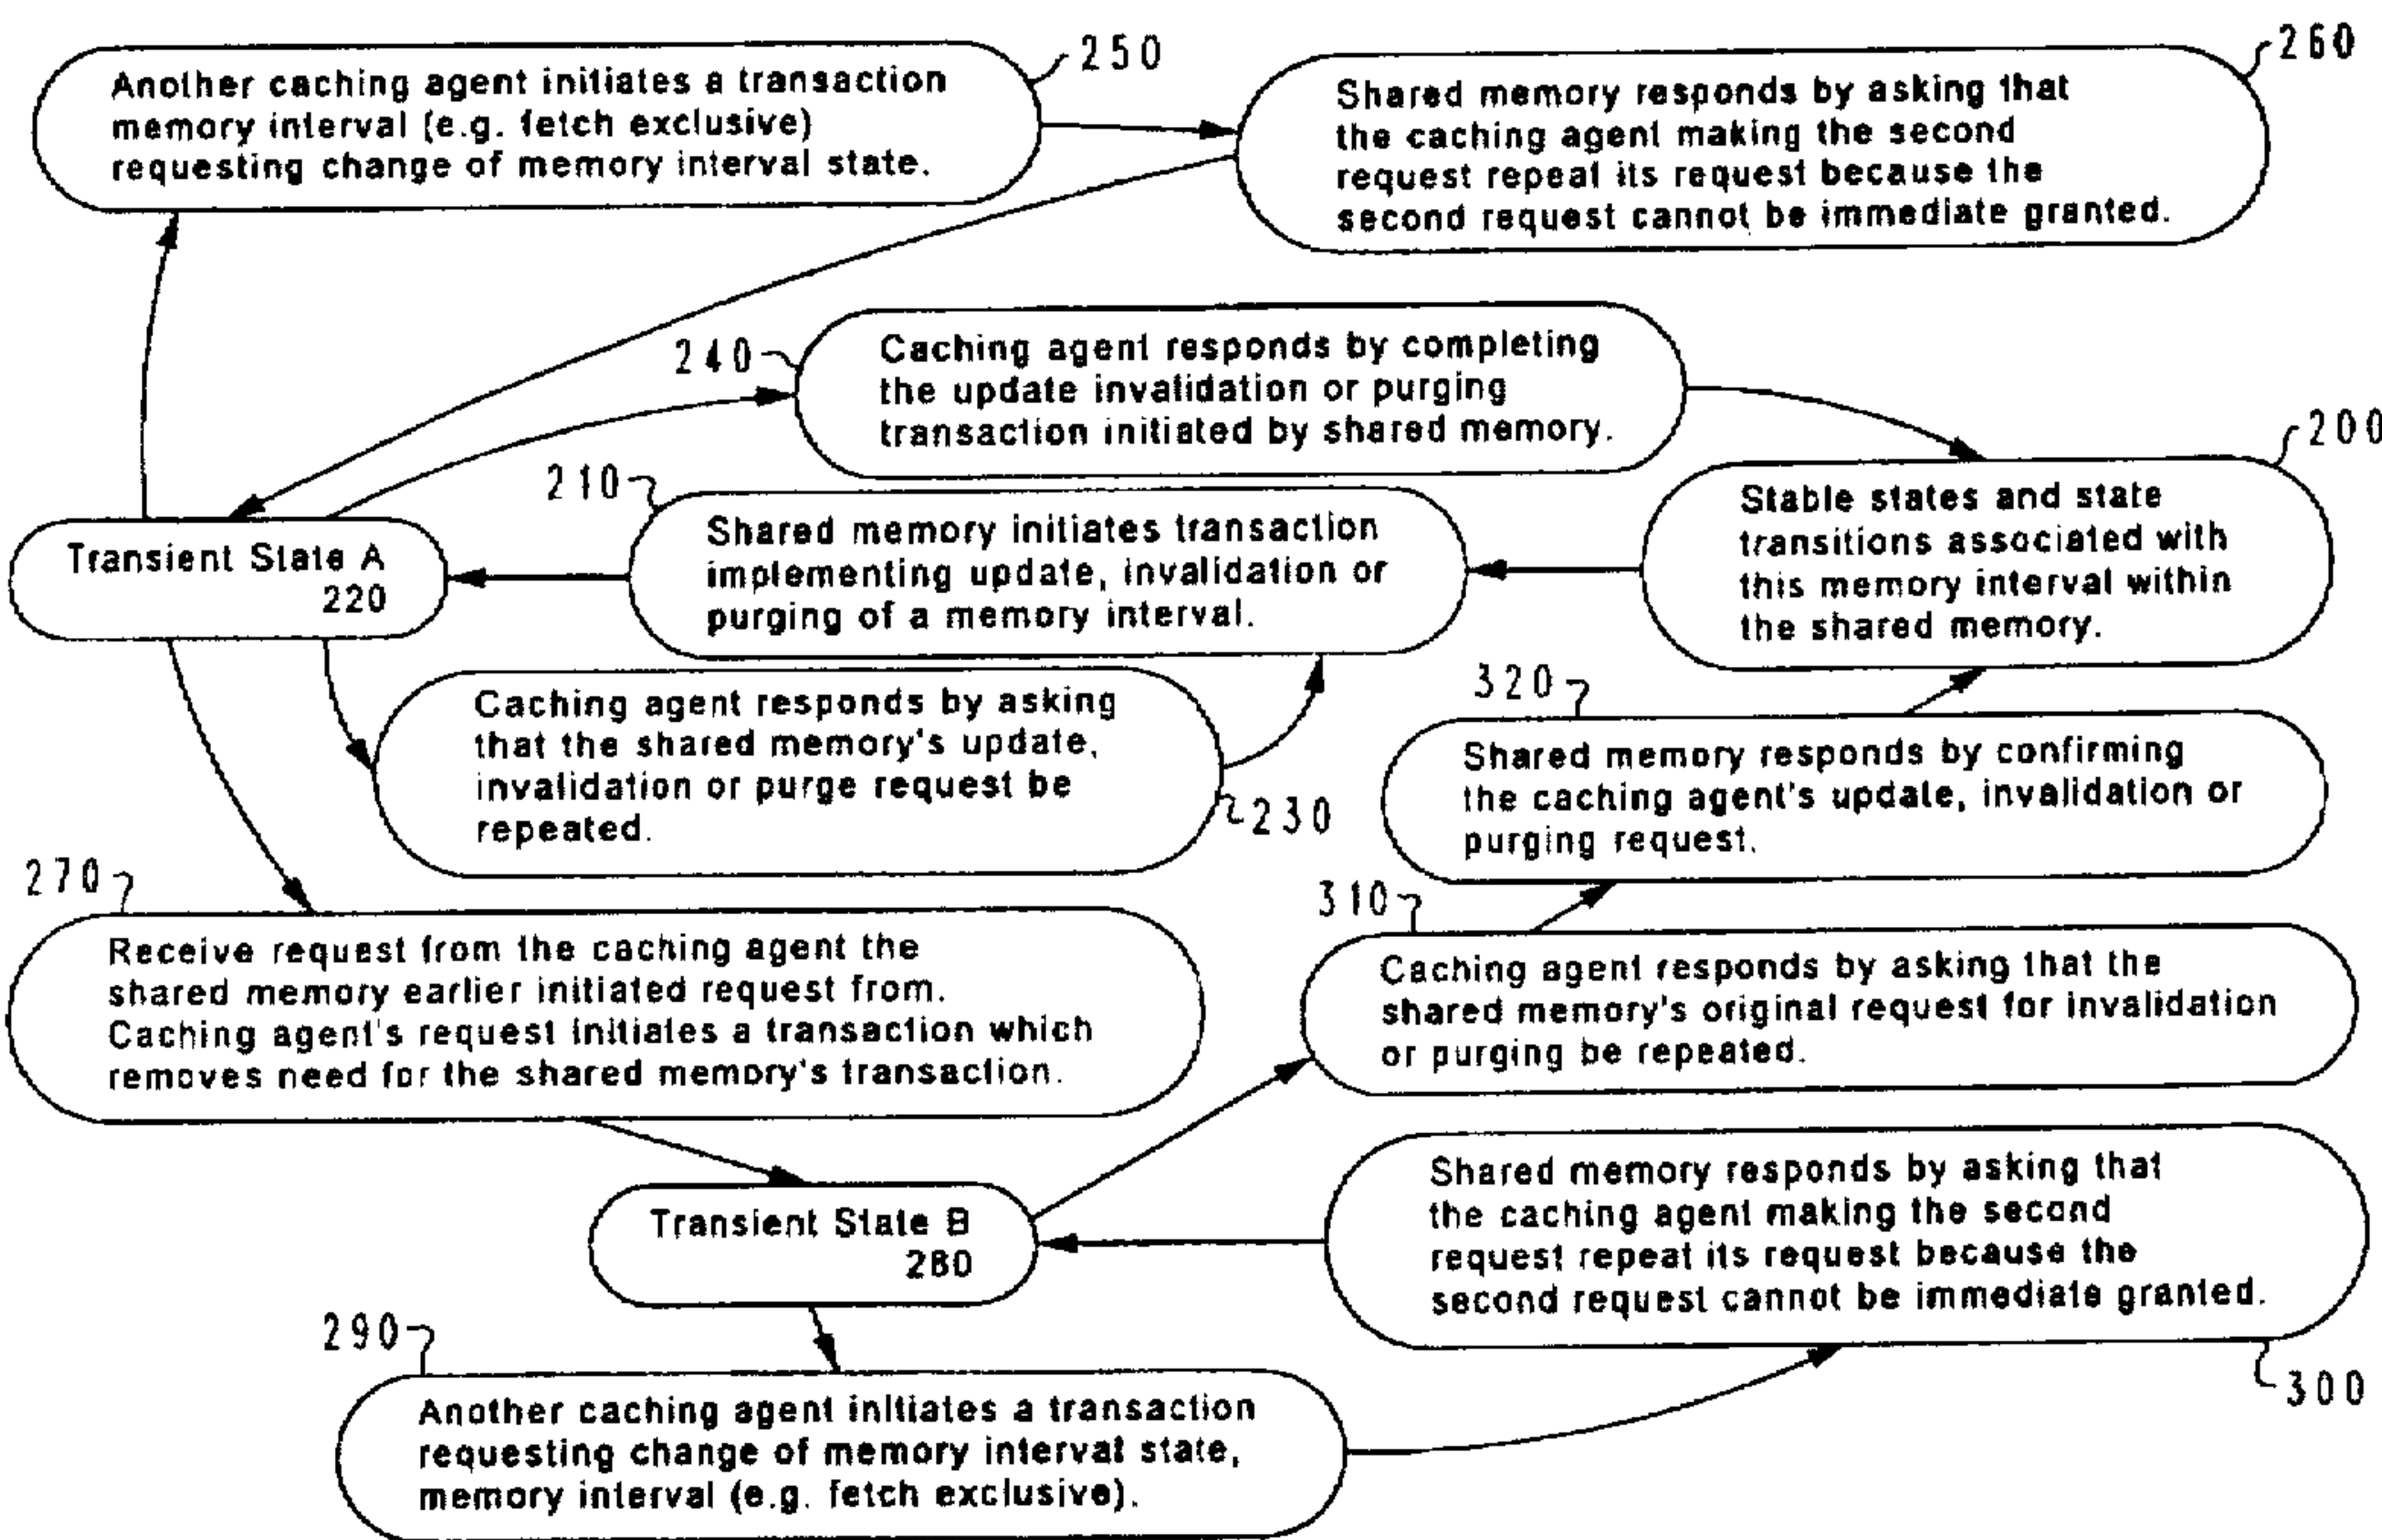 250
Another caching agent initiates a transaction
memory interval (e.g. fetch exclusive)
requesting change of memory interval state.
260
Shared memory responds by asking that
the caching agent making the second
request repeat its request because the
second request cannot be immediate granted.
240
Caching agent responds by completing
the update invalidation or purging
transaction initiated by shared memory.
200
Stable states and state
transitions associated with
this memory interval within
the shared memory.
210
Shared memory initiates transaction
implementing update, invalidation or
purging of a memory interval.
Transient State A
220
Caching agent responds by asking
that the shared memory's update,
invalidation or purge request be
repeated.
230
320
Shared memory responds by confirming
the caching agent's update, invalidation or
purging request.
270
Receive request from the caching agent the
shared memory earlier initiated request from.
Caching agent's request initiates a transaction which
removes need for the shared memory's transaction.
310
Caching agent responds by asking that the
shared memory's original request for invalidation
or purging be repeated.
Transient State B
280
Shared memory responds by asking that
the caching agent making the second
request repeat its request because the
second request cannot be immediate granted.
300
290
Another caching agent initiates a transaction
requesting change of memory interval state,
memory interval (e.g. fetch exclusive).